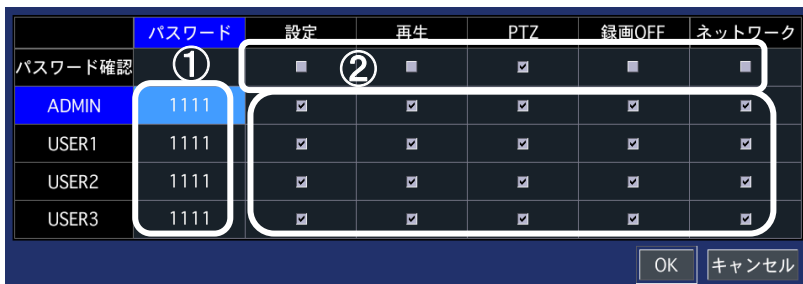 パスワード 設定 再生 PTZ 録画OFF ネットワーク
パスワード確認 ① ②
ADMIN 1111
USER1 1111
USER2 1111
USER3 1111
OK キャンセル